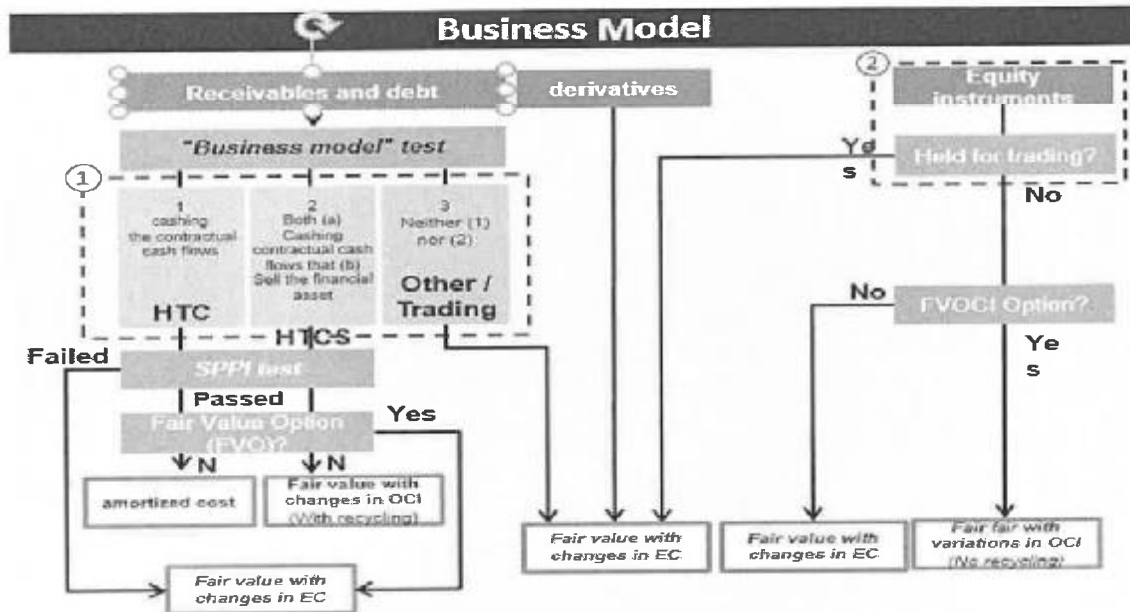 Business Model
Receivables and debt
derivatives
2
Equity
instruments
"Business model" test
Ye
s
Held for trading?
No
1
1
cashing
the contractual
cash flows
HTC
2
Both (a)
Cashing
contractual cash
flows that (b)
Sell the financial
asset
HTCS
3
Neither (1)
nor (2)
Other /
Trading
No
FVOCI Option?
Ye
s
Failed
SPPI test
Passed
Fair Value Option
(FVO)?
Yes
N
N
amortized cost
Fair value with
changes in OCI
(With recycling)
Fair value with
changes in EC
Fair value with
changes in EC
Fair fair with
variations in OCI
(No recycling)
Fair value with
changes in EC